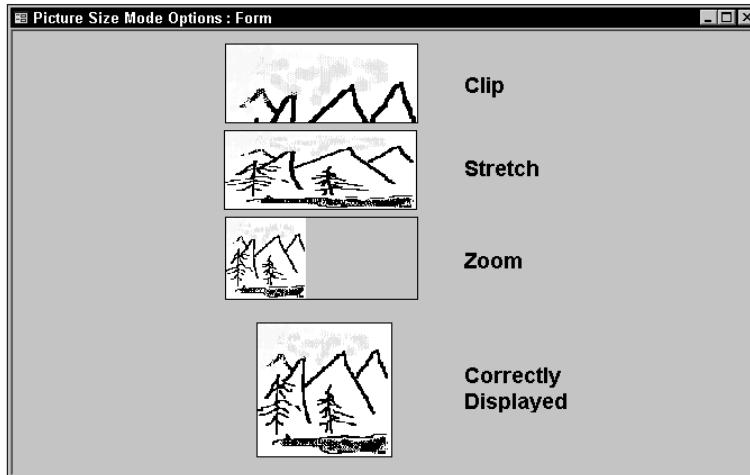 Picture Size Mode Options : Form
Clip
Stretch
Zoom
Correctly
Displayed